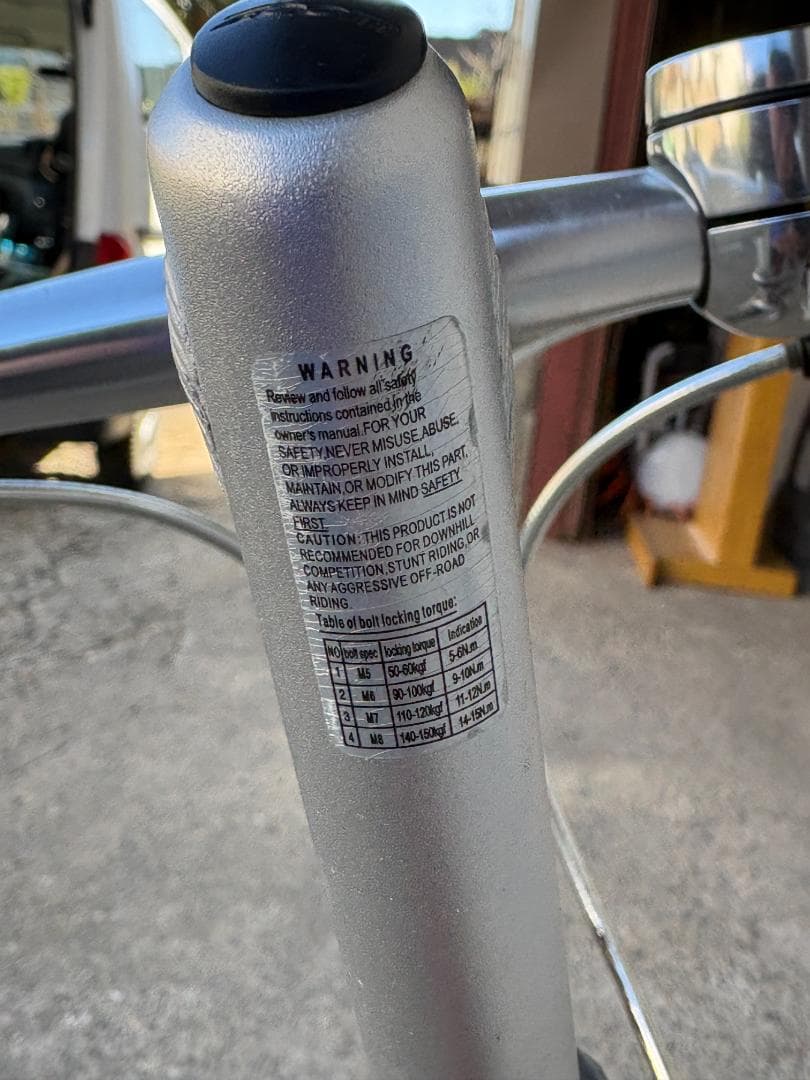 WARNING
Review and follow all safety
instructions contained in the
owner's manual.FOR YOUR
SAFETY,NEVER MISUSE,ABUSE,
OR IMPROPERLY INSTALL,
MAINTAIN,OR MODIFY THIS PART,
ALWAYS KEEP IN MIND SAFETY
FIRST.
CAUTION: THIS PRODUCT IS NOT
RECOMMENDED FOR DOWNHILL
COMPETITION,STUNT RIDING,OR
ANY AGGRESSIVE OFF-ROAD
RIDING.
Table of bolt locking torque:
NO bolt spec locking torque Indication
1 M5 50-60kgf 5-6N.m
2 M6 90-100kgf 9-10N.m
3 M7 110-120kgf 11-12N.m
4 M8 140-150kgf 14-15N.m